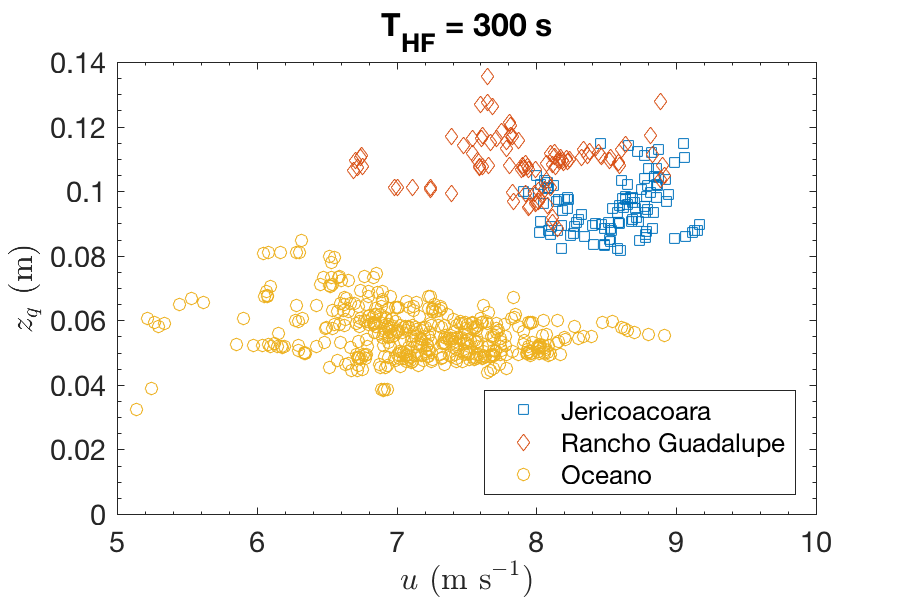 T_HF = 300 s
z_q (m)
0.14
0.12
0.1
0.08
0.06
0.04
0.02
0
5 6 7 8 9 10
u (m s⁻¹)
Jericoacoara
Rancho Guadalupe
Oceano